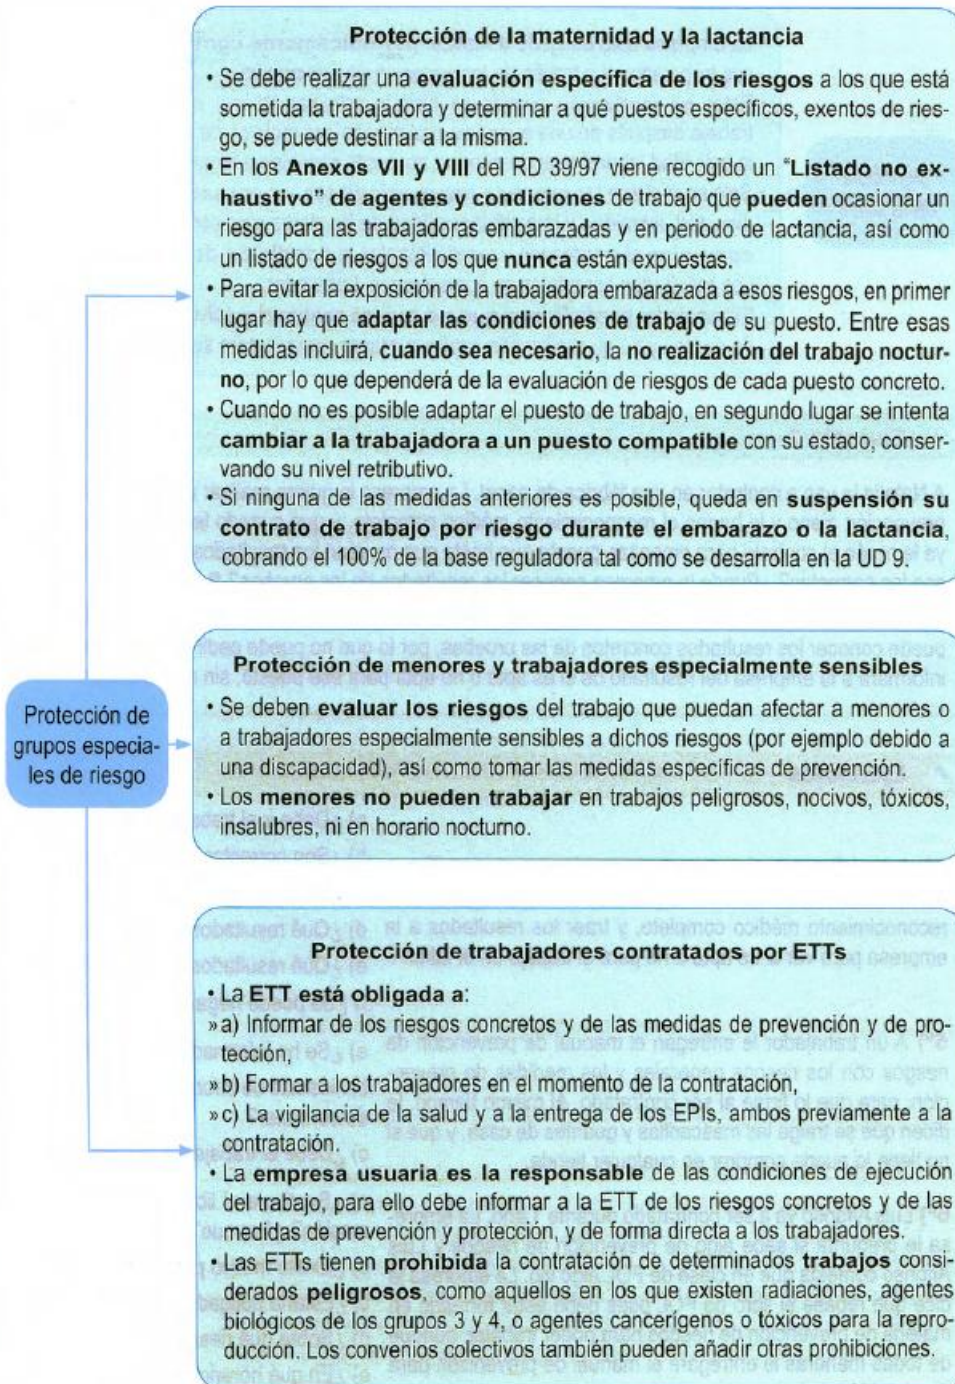 Protección de la maternidad y la lactancia
• Se debe realizar una evaluación específica de los riesgos a los que está
sometida la trabajadora y determinar a qué puestos específicos, exentos de ries-
go, se puede destinar a la misma.
• En los Anexos VII y VIII del RD 39/97 viene recogido un "Listado no ex-
haustivo" de agentes y condiciones de trabajo que pueden ocasionar un
riesgo para las trabajadoras embarazadas y en periodo de lactancia, así como
un listado de riesgos a los que nunca están expuestas.
• Para evitar la exposición de la trabajadora embarazada a esos riesgos, en primer
lugar hay que adaptar las condiciones de trabajo de su puesto. Entre esas
medidas incluirá, cuando sea necesario, la no realización del trabajo noctur-
no, por lo que dependerá de la evaluación de riesgos de cada puesto concreto.
• Cuando no es posible adaptar el puesto de trabajo, en segundo lugar se intenta
cambiar a la trabajadora a un puesto compatible con su estado, conser-
vando su nivel retributivo.
• Si ninguna de las medidas anteriores es posible, queda en suspensión su
contrato de trabajo por riesgo durante el embarazo o la lactancia,
cobrando el 100% de la base reguladora tal como se desarrolla en la UD 9.
Protección de
grupos especia-
les de riesgo
Protección de menores y trabajadores especialmente sensibles
• Se deben evaluar los riesgos del trabajo que puedan afectar a menores o
a trabajadores especialmente sensibles a dichos riesgos (por ejemplo debido a
una discapacidad), así como tomar las medidas específicas de prevención.
• Los menores no pueden trabajar en trabajos peligrosos, nocivos, tóxicos,
insalubres, ni en horario nocturno.
Protección de trabajadores contratados por ETTs
• La ETT está obligada a:
» a) Informar de los riesgos concretos y de las medidas de prevención y de pro-
tección,
» b) Formar a los trabajadores en el momento de la contratación,
» c) La vigilancia de la salud y a la entrega de los EPIs, ambos previamente a la
contratación.
• La empresa usuaria es la responsable de las condiciones de ejecución
del trabajo, para ello debe informar a la ETT de los riesgos concretos y de las
medidas de prevención y protección, y de forma directa a los trabajadores.
• Las ETTs tienen prohibida la contratación de determinados trabajos consi-
derados peligrosos, como aquellos en los que existen radiaciones, agentes
biológicos de los grupos 3 y 4, o agentes cancerígenos o tóxicos para la repro-
ducción. Los convenios colectivos también pueden añadir otras prohibiciones.